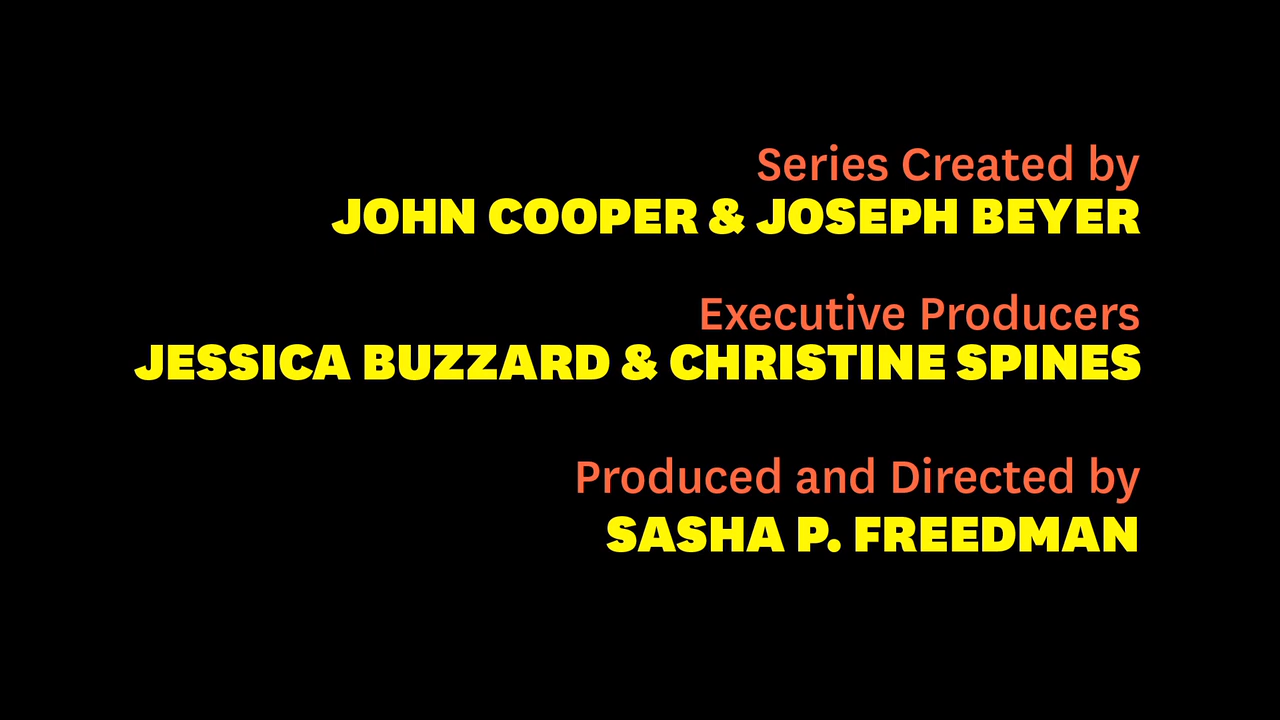 Series Created by
JOHN COOPER & JOSEPH BEYER
Executive Producers
JESSICA BUZZARD & CHRISTINE SPINES
Produced and Directed by
SASHA P. FREEDMAN